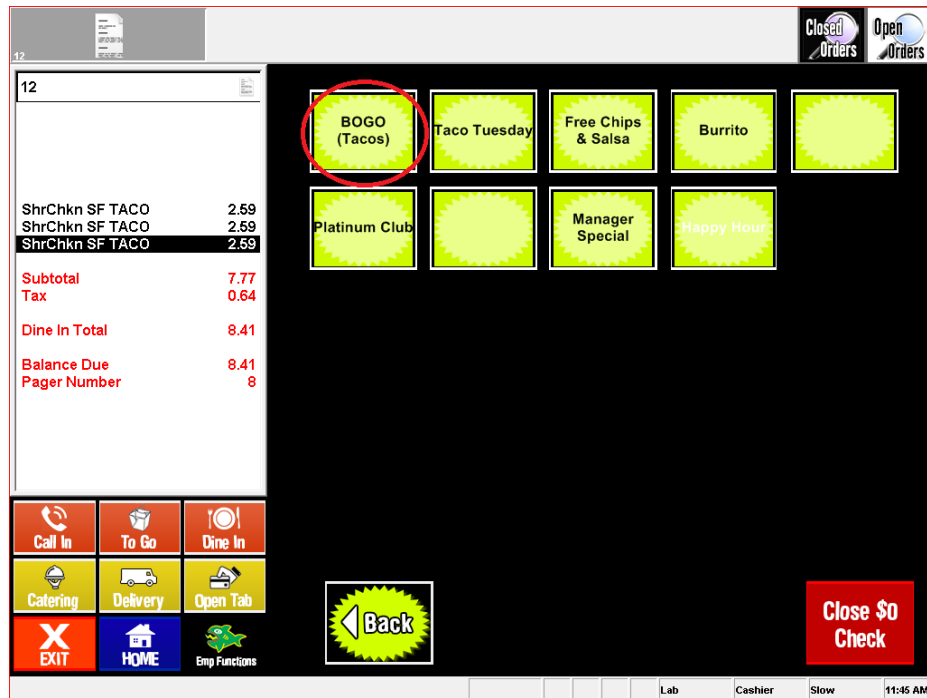 12
Closed
Orders
Open
Orders
12
ShrChkn SF TACO 2.59
ShrChkn SF TACO 2.59
ShrChkn SF TACO 2.59
Subtotal 7.77
Tax 0.64
Dine In Total 8.41
Balance Due 8.41
Pager Number 8
BOGO
(Tacos)
Taco Tuesday
Free Chips
& Salsa
Burrito
Platinum Club
Manager
Special
Happy Hour
Call In
To Go
Dine In
Catering
Delivery
Open Tab
X
EXIT
HOME
Emp Functions
Back
Close $0
Check
Lab
Cashier
Slow
11:45 AM